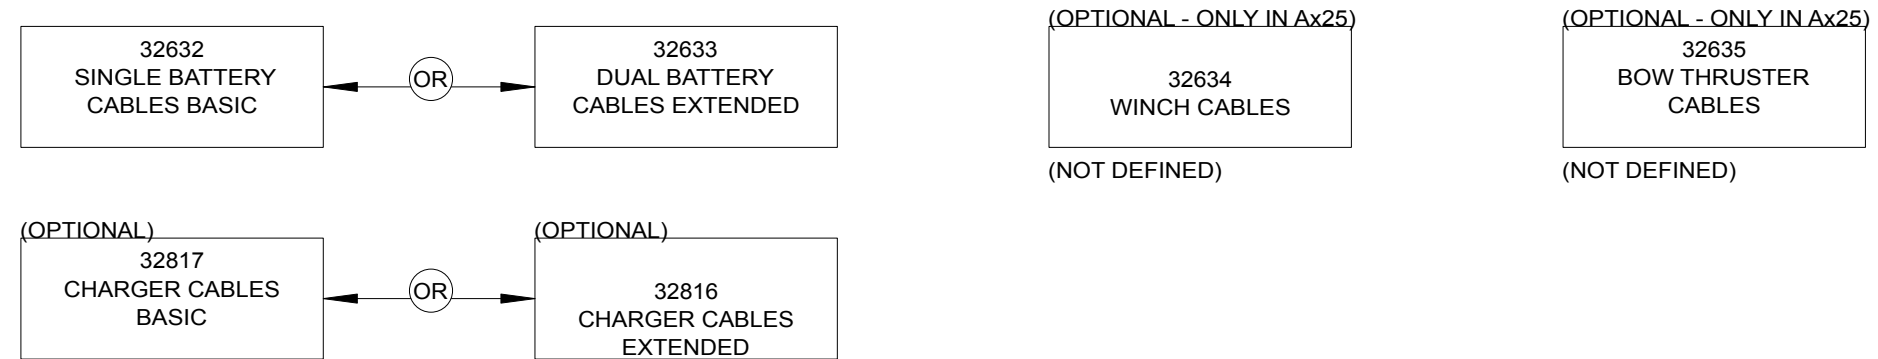 32632
SINGLE BATTERY
CABLES BASIC
OR
32633
DUAL BATTERY
CABLES EXTENDED
(OPTIONAL - ONLY IN Ax25)
32634
WINCH CABLES
(NOT DEFINED)
(OPTIONAL - ONLY IN Ax25)
32635
BOW THRUSTER
CABLES
(NOT DEFINED)
(OPTIONAL)
32817
CHARGER CABLES
BASIC
OR
(OPTIONAL)
32816
CHARGER CABLES
EXTENDED